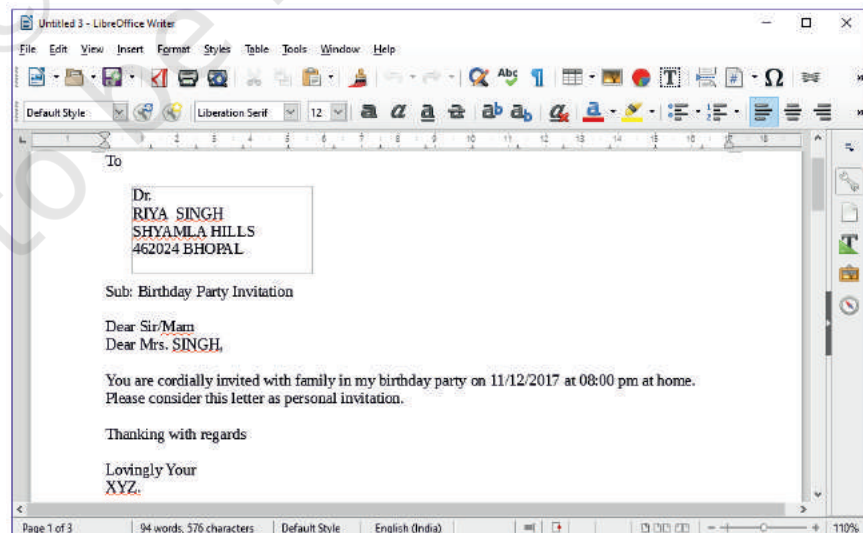 Untitled 3 - LibreOffice Writer
File Edit View Insert Format Styles Table Tools Window Help
Default Style Liberation Serif 12
To
Dr.
RIYA SINGH
SHYAMLA HILLS
462024 BHOPAL
Sub: Birthday Party Invitation
Dear Sir/Mam
Dear Mrs. SINGH,
You are cordially invited with family in my birthday party on 11/12/2017 at 08:00 pm at home.
Please consider this letter as personal invitation.
Thanking with regards
Lovingly Your
XYZ.
Page 1 of 3 94 words, 576 characters Default Style English (India) 110%
to be